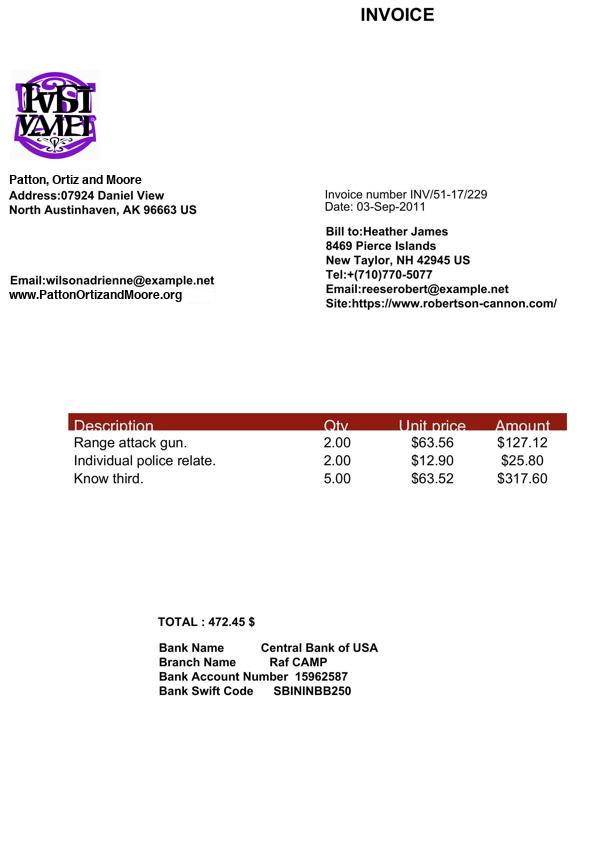 INVOICE
Patton, Ortiz and Moore
Address:07924 Daniel View
North Austinhaven, AK 96663 US
Email:wilsonadrienne@example.net
www.PattonOrtizandMoore.org
Invoice number INV/51-17/229
Date: 03-Sep-2011
Bill to:Heather James
8469 Pierce Islands
New Taylor, NH 42945 US
Tel:+(710)770-5077
Email:reeserobert@example.net
Site:https://www.robertson-cannon.com/
Description Qty Unit price Amount
Range attack gun. 2.00 $63.56 $127.12
Individual police relate. 2.00 $12.90 $25.80
Know third. 5.00 $63.52 $317.60
TOTAL : 472.45 $
Bank Name Central Bank of USA
Branch Name Raf CAMP
Bank Account Number 15962587
Bank Swift Code SBININBB250